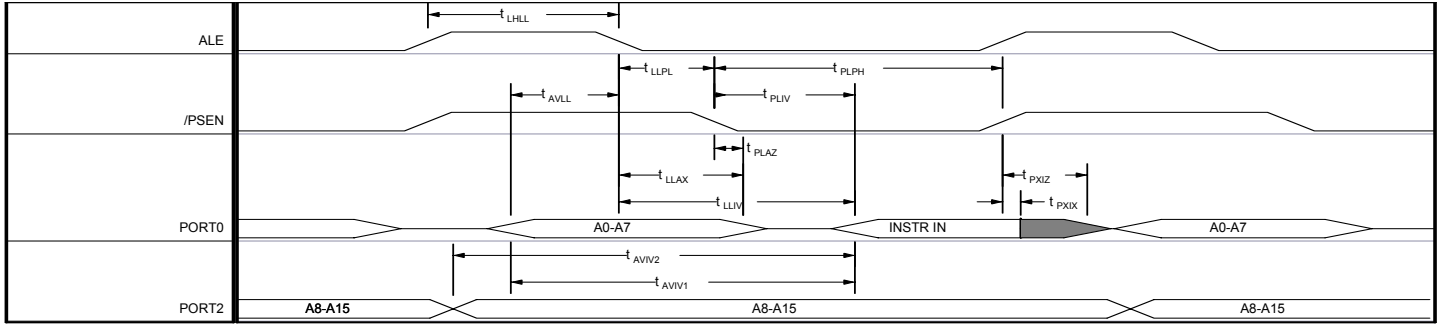 t LHLL
ALE
t LLPL
t PLPH
t AVLL
t PLIV
/PSEN
t PLAZ
t LLAX
t PXIZ
t LLIV
t PXIX
PORT0
A0-A7
INSTR IN
A0-A7
t AVIV2
t AVIV1
PORT2
A8-A15
A8-A15
A8-A15